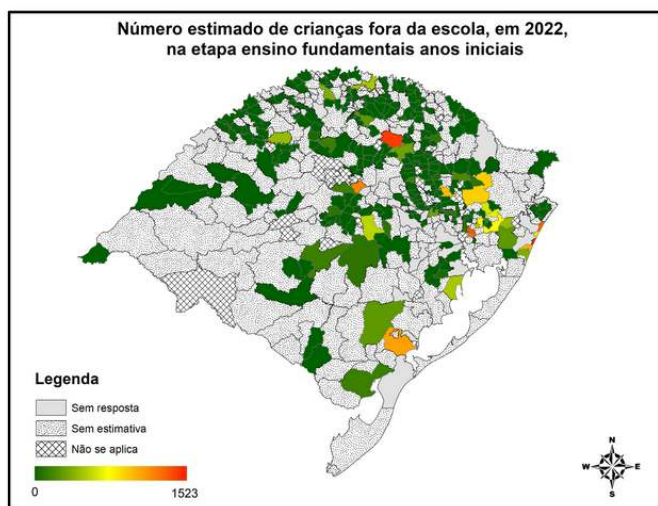 Número estimado de crianças fora da escola, em 2022,
na etapa ensino fundamentais anos iniciais
Legenda
Sem resposta
Sem estimativa
Não se aplica
0 1523
N
W E
S